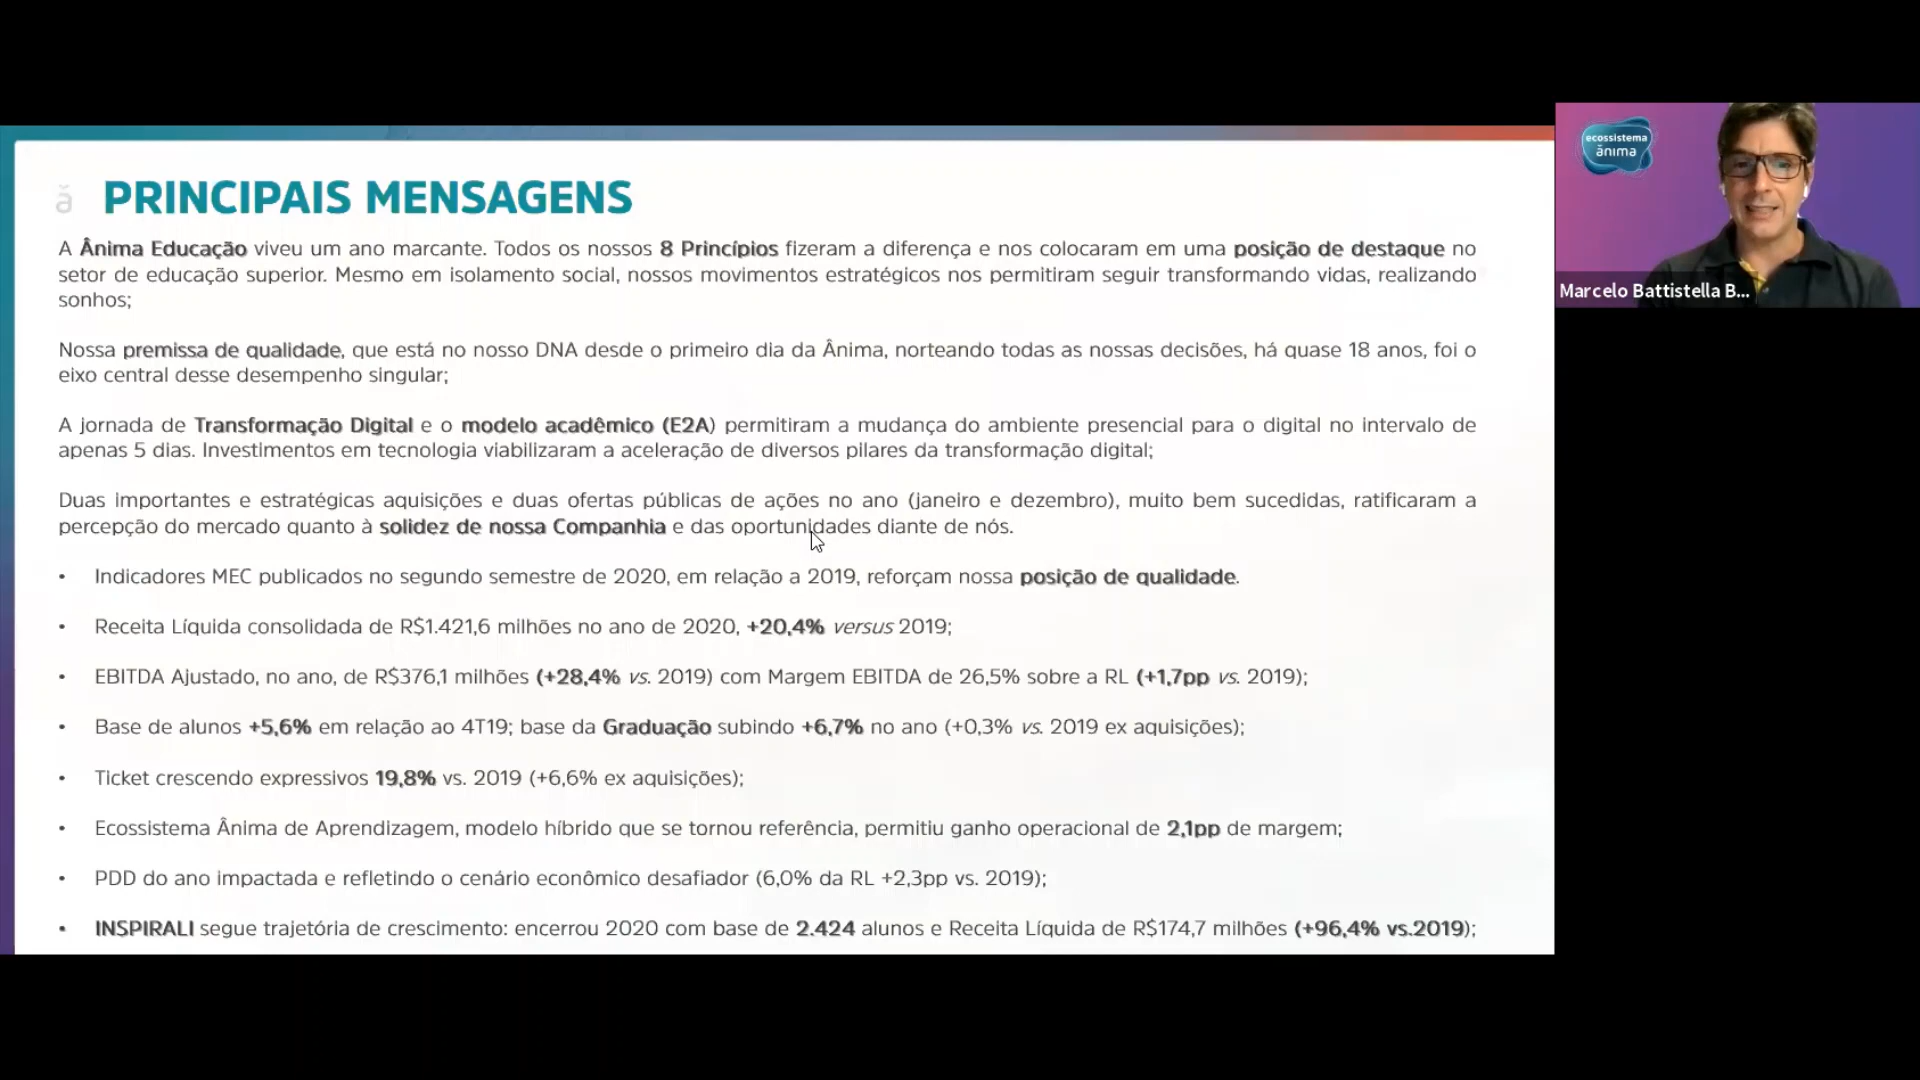 ecossistema
ănıma
Marcelo Battistella B...
ă PRINCIPAIS MENSAGENS
A Ânima Educação viveu um ano marcante. Todos os nossos 8 Princípios fizeram a diferença e nos colocaram em uma posição de destaque no
setor de educação superior. Mesmo em isolamento social, nossos movimentos estratégicos nos permitiram seguir transformando vidas, realizando
sonhos;
Nossa premissa de qualidade, que está no nosso DNA desde o primeiro dia da Ânima, norteando todas as nossas decisões, há quase 18 anos, foi o
eixo central desse desempenho singular;
A jornada de Transformação Digital e o modelo acadêmico (E2A) permitiram a mudança do ambiente presencial para o digital no intervalo de
apenas 5 dias. Investimentos em tecnologia viabilizaram a aceleração de diversos pilares da transformação digital;
Duas importantes e estratégicas aquisições e duas ofertas públicas de ações no ano (janeiro e dezembro), muito bem sucedidas, ratificaram a
percepção do mercado quanto à solidez de nossa Companhia e das oportunidades diante de nós.
• Indicadores MEC publicados no segundo semestre de 2020, em relação a 2019, reforçam nossa posição de qualidade.
• Receita Líquida consolidada de R$1.421,6 milhões no ano de 2020, +20,4% versus 2019;
• EBITDA Ajustado, no ano, de R$376,1 milhões (+28,4% vs. 2019) com Margem EBITDA de 26,5% sobre a RL (+1,7pp vs. 2019);
• Base de alunos +5,6% em relação ao 4T19; base da Graduação subindo +6,7% no ano (+0,3% vs. 2019 ex aquisições);
• Ticket crescendo expressivos 19,8% vs. 2019 (+6,6% ex aquisições);
• Ecossistema Ânima de Aprendizagem, modelo híbrido que se tornou referência, permitiu ganho operacional de 2,1pp de margem;
• PDD do ano impactada e refletindo o cenário econômico desafiador (6,0% da RL +2,3pp vs. 2019);
• INSPIRALI segue trajetória de crescimento: encerrou 2020 com base de 2.424 alunos e Receita Líquida de R$174,7 milhões (+96,4% vs.2019);